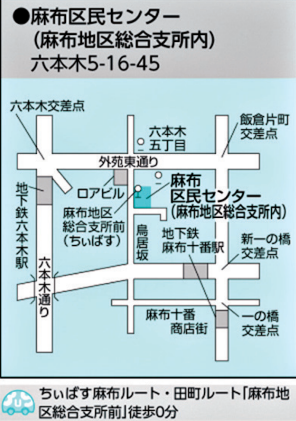 ●麻布区民センター
（麻布地区総合支所内）
六本木5-16-45
六本木交差点
飯倉片町
交差点
六本木
五丁目
外苑東通り
地下鉄六本木駅
ロアビル
麻布
区民センター
（麻布地区総合支所内）
麻布地区
総合支所前
（ちぃばす）
鳥居坂
地下鉄
麻布十番駅
新一の橋
交差点
六本木通り
麻布十番
商店街
一の橋
交差点
ちぃばす麻布ルート・田町ルート「麻布地
区総合支所前」徒歩0分